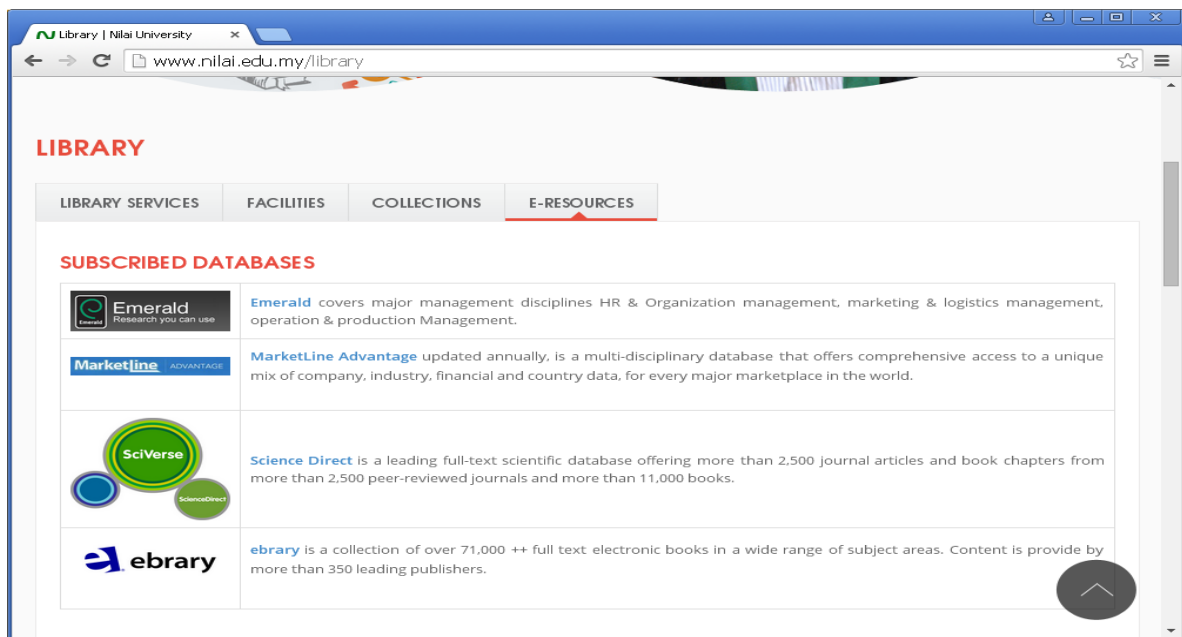 Library | Nilai University
www.nilai.edu.my/library
LIBRARY
LIBRARY SERVICES FACILITIES COLLECTIONS E-RESOURCES
SUBSCRIBED DATABASES
Emerald
Research you can use
Emerald
Emerald covers major management disciplines HR & Organization management, marketing & logistics management,
operation & production Management.
Marketline ADVANTAGE
MarketLine Advantage updated annually, is a multi-disciplinary database that offers comprehensive access to a unique
mix of company, industry, financial and country data, for every major marketplace in the world.
SciVerse
ScienceDirect
Science Direct is a leading full-text scientific database offering more than 2,500 journal articles and book chapters from
more than 2,500 peer-reviewed journals and more than 11,000 books.
ebrary
ebrary is a collection of over 71,000 ++ full text electronic books in a wide range of subject areas. Content is provide by
more than 350 leading publishers.